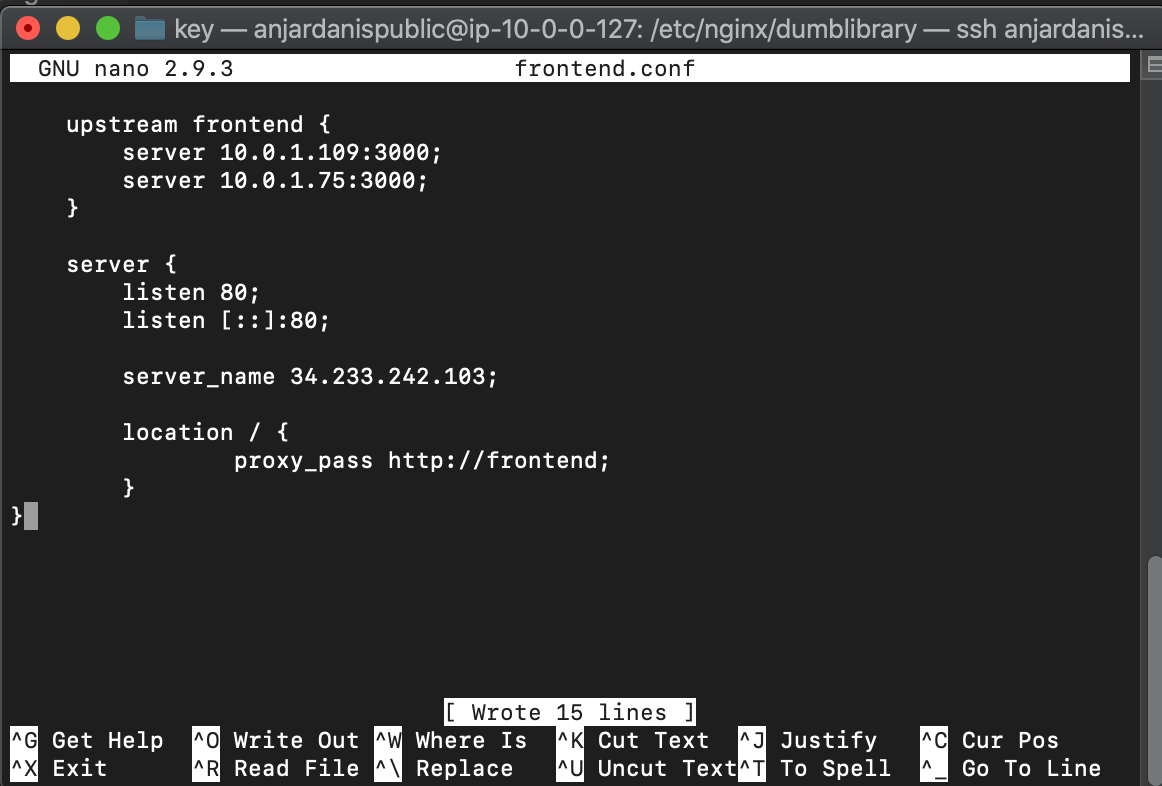 key — anjardanispublic@ip-10-0-0-127: /etc/nginx/dumblibrary — ssh anjardanis...
GNU nano 2.9.3 frontend.conf
upstream frontend {
server 10.0.1.109:3000;
server 10.0.1.75:3000;
}
server {
listen 80;
listen [::]:80;
server_name 34.233.242.103;
location / {
proxy_pass http://frontend;
}
}
[ Wrote 15 lines ]
^G Get Help ^O Write Out ^W Where Is ^K Cut Text ^J Justify ^C Cur Pos
^X Exit ^R Read File ^\ Replace ^U Uncut Text ^T To Spell ^_ Go To Line